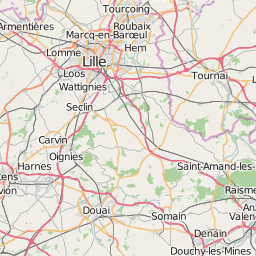 Tourcoing
Armentières
Roubaix
Marcq-en-Barœul
Lomme
Hem
Lille
Loos
Tournai
Wattignies
Seclin
Carvin
Oignies
Harnes
Saint-Amand-les-
Raisme
Douai
Somain
Denain
Douchy-les-Mines